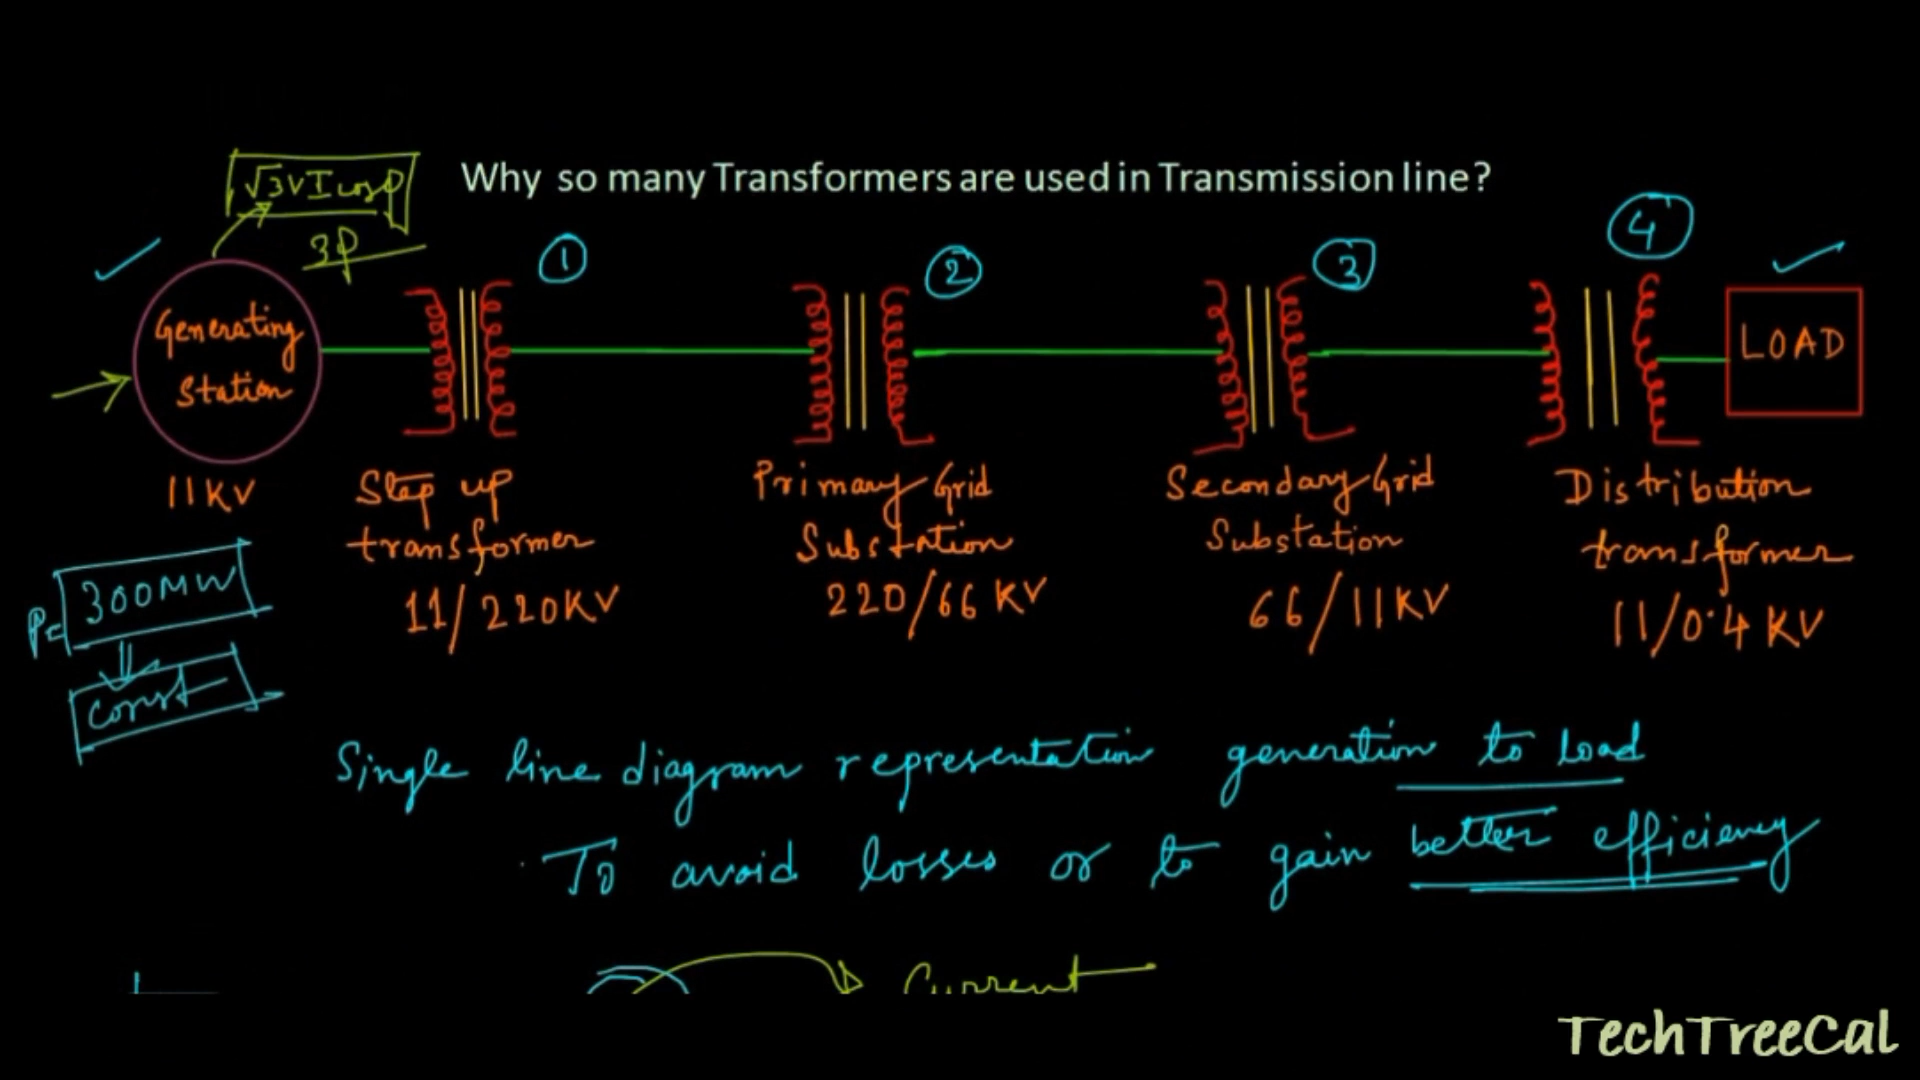 Why so many Transformers are used in Transmission line?
√3VI cosφ
3φ
1
2
3
4
Generating
Station
LOAD
11KV
Step up
transformer
11/220KV
Primary Grid
Substation
220/66 KV
Secondary Grid
Substation
66/11KV
Distribution
transformer
11/0.4 KV
P= 300MW
const
Single line diagram representation generation to load
To avoid losses or to gain better efficiency
Current
TechTreeCal